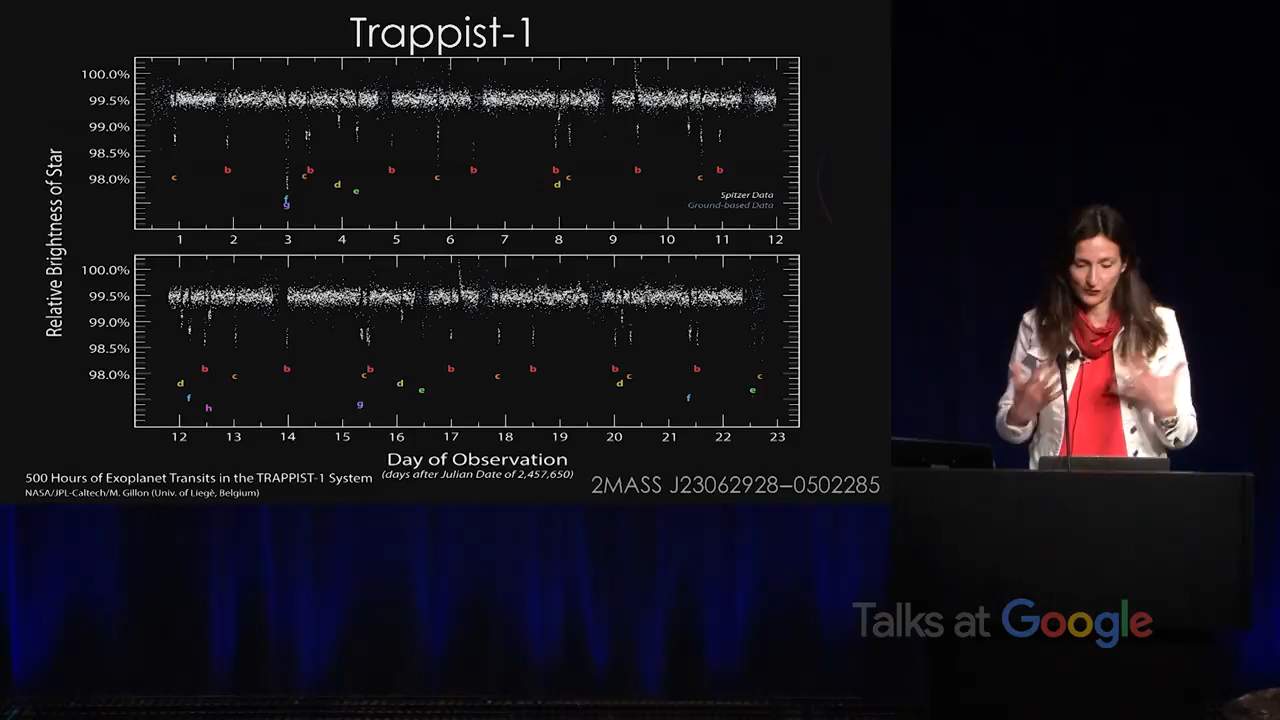 Trappist-1
100.0%
99.5%
99.0%
98.5%
98.0%
c b g c b d e b c b b d c b c b
Spitzer Data
Ground-based Data
1 2 3 4 5 6 7 8 9 10 11 12
Relative Brightness of Star
100.0%
99.5%
99.0%
98.5%
98.0%
d f b h c b g c b d e b c b b d c f b e c
12 13 14 15 16 17 18 19 20 21 22 23
Day of Observation
(days after Julian Date of 2,457,650)
500 Hours of Exoplanet Transits in the TRAPPIST-1 System
NASA/JPL-Caltech/M. Gillon (Univ. of Liegè, Belgium)
2MASS J23062928–0502285
Talks at Google